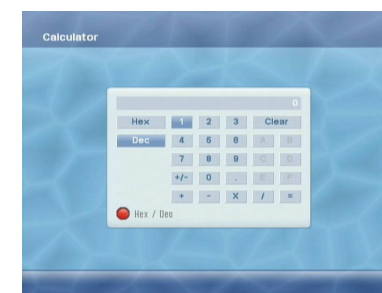 Calculator
0
Hex 1 2 3 Clear
Dec 4 5 6 A B
7 8 9 C D
+/- 0 . E F
+ - X / =
Hex / Dec